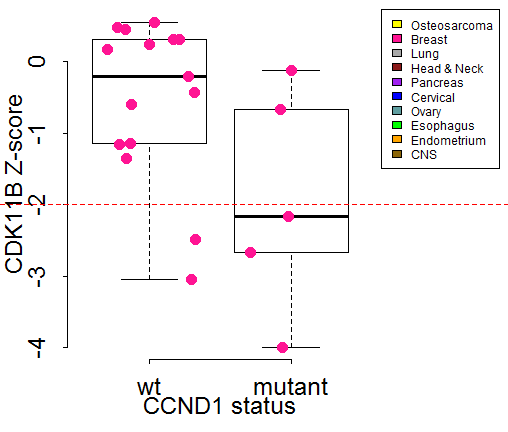 CDK11B Z-score
0
-1
-2
-3
-4
wt
mutant
CCND1 status
Osteosarcoma
Breast
Lung
Head & Neck
Pancreas
Cervical
Ovary
Esophagus
Endometrium
CNS